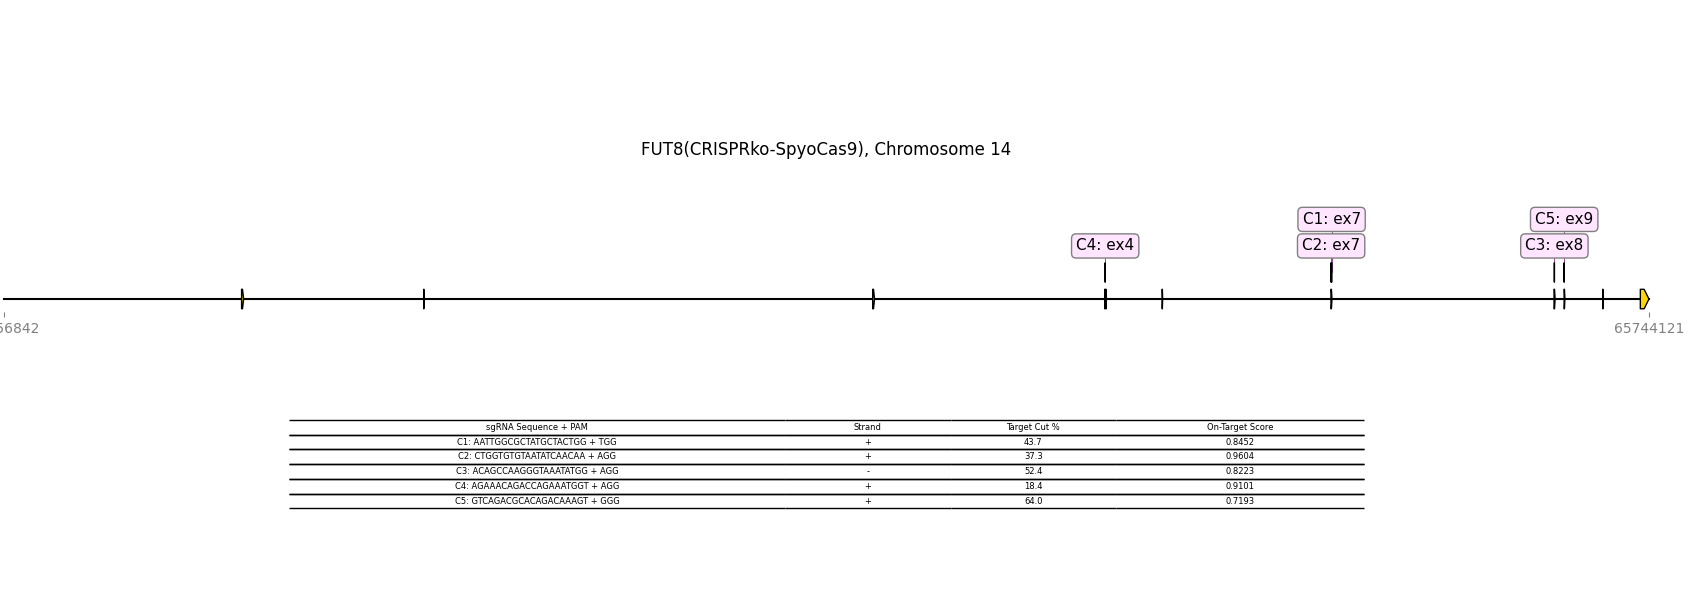 FUT8(CRISPRko-SpyoCas9), Chromosome 14
C1: ex7
C5: ex9
C4: ex4
C2: ex7
C3: ex8
56842
65744121
sgRNA Sequence + PAM Strand Target Cut % On-Target Score
C1: AATTGGCGCTATGCTACTGG + TGG + 43.7 0.8452
C2: CTGGTGTGTAATATCAACAA + AGG + 37.3 0.9604
C3: ACAGCCAAGGGTAAATATGG + AGG - 52.4 0.8223
C4: AGAAACAGACCAGAAATGGT + AGG + 18.4 0.9101
C5: GTCAGACGCACAGACAAAGT + GGG + 64.0 0.7193